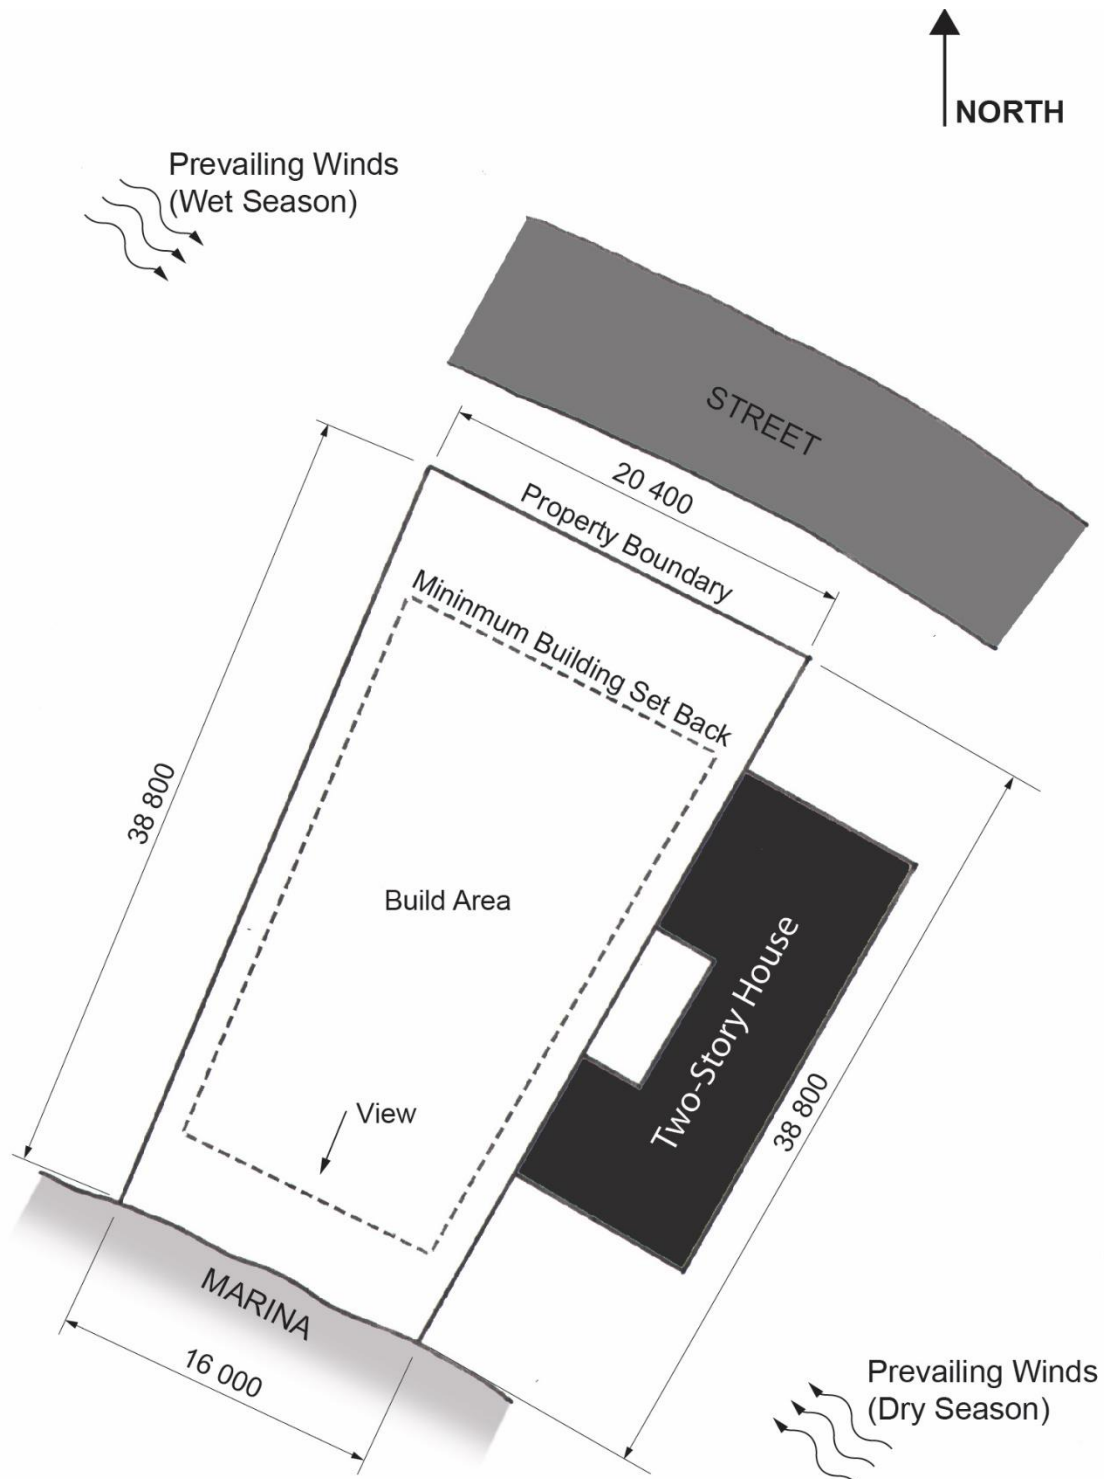 NORTH
Prevailing Winds
(Wet Season)
STREET
20 400
Property Boundary
Mininmum Building Set Back
38 800
Build Area
Two-Story House
View
38 800
MARINA
16 000
Prevailing Winds
(Dry Season)